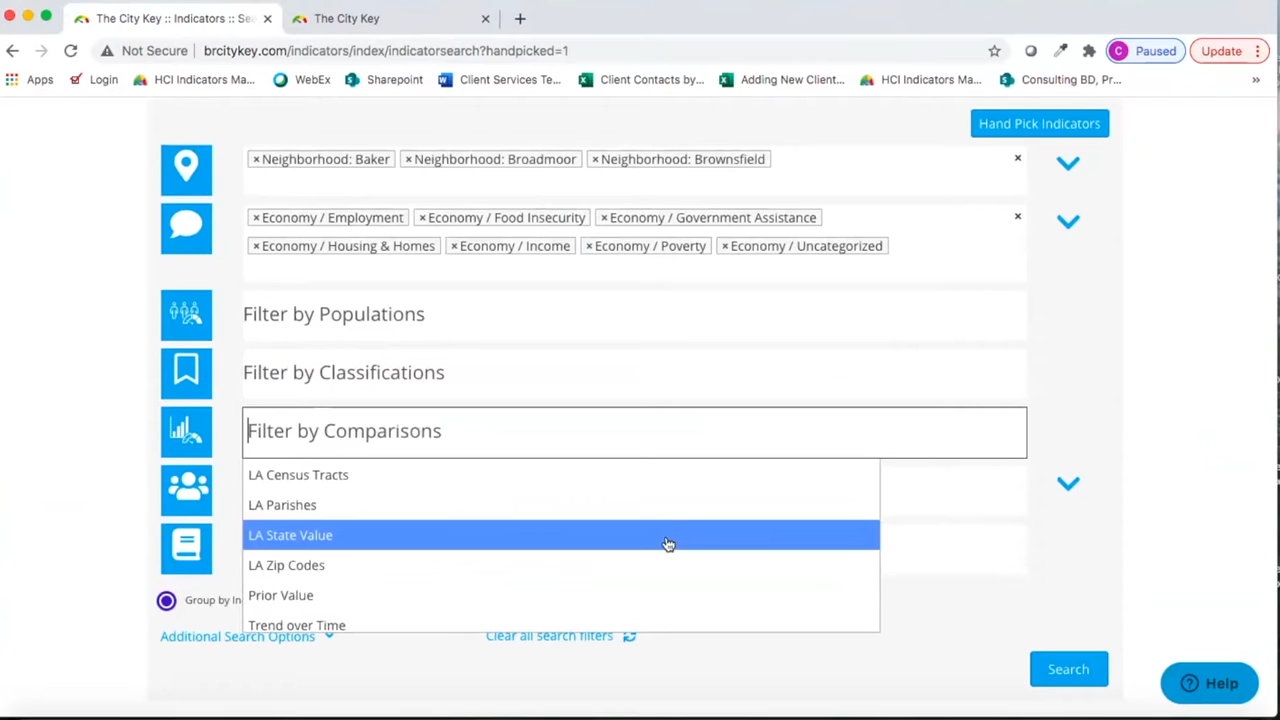 The City Key :: Indicators :: Sea
The City Key
Not Secure brcitykey.com/indicators/index/indicatorsearch?handpicked=1 C Paused Update
Apps Login HCI Indicators Ma... WebEx Sharepoint Client Services Te... Client Contacts by... Adding New Client... HCI Indicators Ma... Consulting BD, Pr... »
Hand Pick Indicators
×Neighborhood: Baker ×Neighborhood: Broadmoor ×Neighborhood: Brownsfield ×
×Economy / Employment ×Economy / Food Insecurity ×Economy / Government Assistance ×
×Economy / Housing & Homes ×Economy / Income ×Economy / Poverty ×Economy / Uncategorized
Filter by Populations
Filter by Classifications
Filter by Comparisons
LA Census Tracts
LA Parishes
LA State Value
LA Zip Codes
Prior Value
Group by In
Trend over Time
Additional Search Options Clear all search filters
Search
? Help